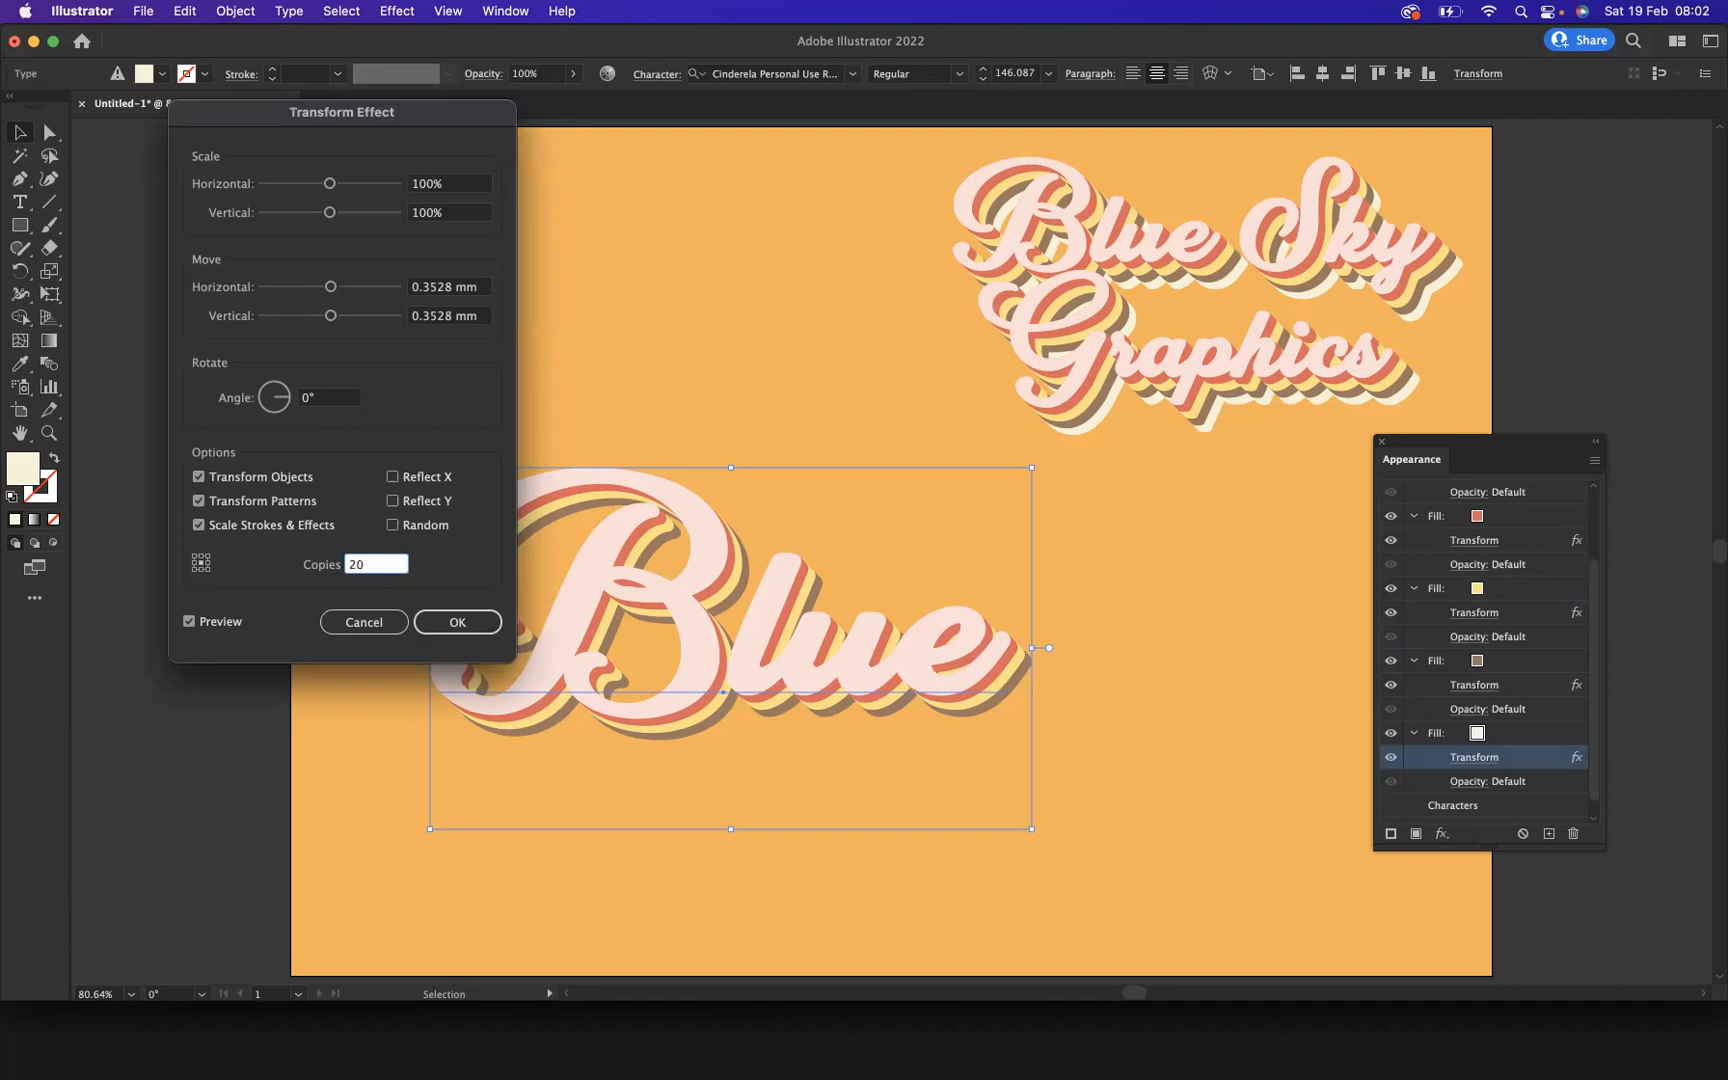 Illustrator File Edit Object Type Select Effect View Window Help Sat 19 Feb 08:02
Adobe Illustrator 2022 Share
Type Stroke: Opacity: 100% Character: Cinderela Personal Use R... Regular 146.087 Paragraph: Transform
Untitled-1* @
Transform Effect
Scale
Horizontal: 100%
Vertical: 100%
Move
Horizontal: 0.3528 mm
Vertical: 0.3528 mm
Rotate
Angle: 0°
Options
Transform Objects Reflect X
Transform Patterns Reflect Y
Scale Strokes & Effects Random
Copies 20
Preview Cancel OK
Blue Sky
Graphics
Blue
Appearance
Opacity: Default
Fill:
Transform fx
Opacity: Default
Fill:
Transform fx
Opacity: Default
Fill:
Transform fx
Opacity: Default
Fill:
Transform fx
Opacity: Default
Characters
fx.
80.64% 0° 1 Selection